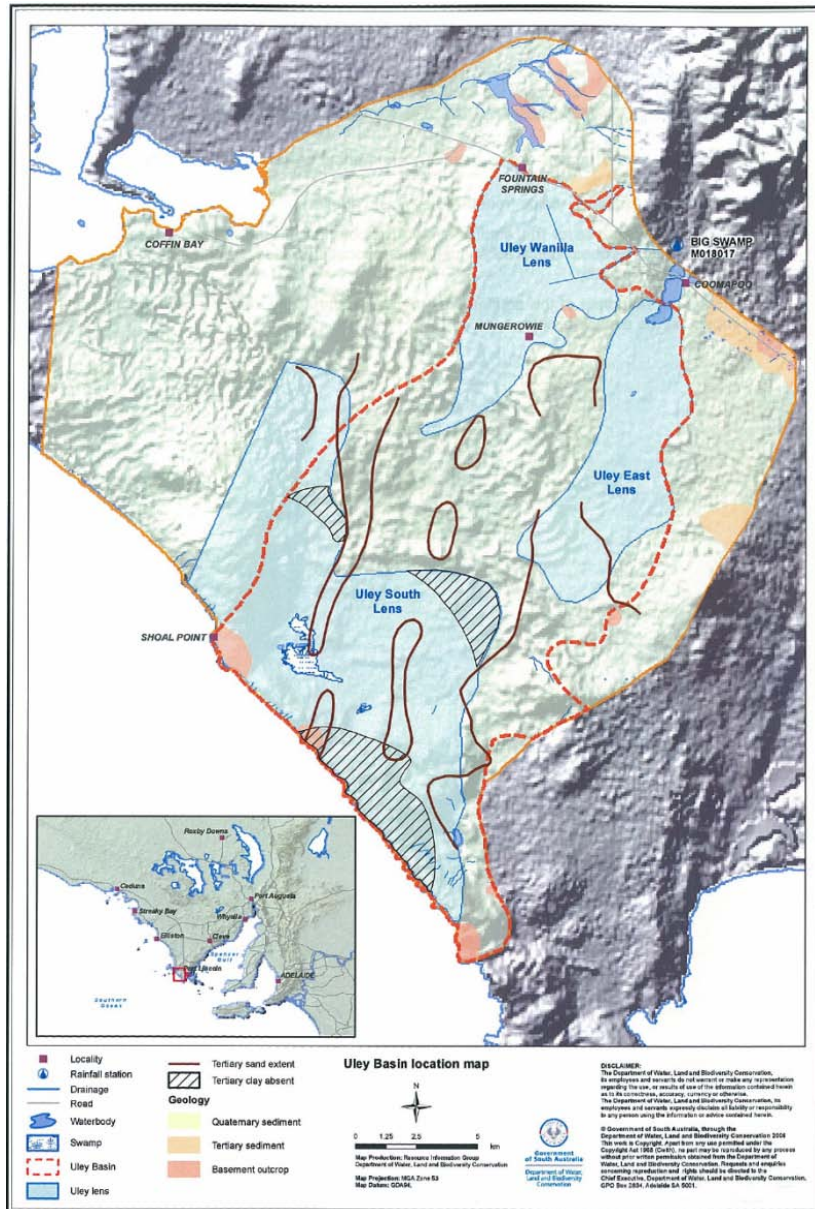 FOUNTAIN
SPRINGS
COFFIN BAY
Uley Wanilla
Lens
BIG SWAMP
M018017
COOMAPOO
MUNGEROWIE
Uley East
Lens
Uley South
Lens
SHOAL POINT
Roxby Downs
Ceduna
Port Augusta
Streaky Bay
Whyalla
Elliston
Cleve
Spencer
Gulf
Port Lincoln
ADELAIDE
Southern
Ocean
Locality
Rainfall station
Drainage
Road
Waterbody
Swamp
Uley Basin
Uley lens
Tertiary sand extent
Tertiary clay absent
Geology
Quaternary sediment
Tertiary sediment
Basement outcrop
Uley Basin location map
N
0 1.25 2.5 5
km
Map Production: Resource Information Group
Department of Water, Land and Biodiversity Conservation
Map Projection: MGA Zone 53
Map Datum: GDA94.
Government
of South Australia
Department of Water,
Land and Biodiversity
Conservation
DISCLAIMER:
The Department of Water, Land and Biodiversity Conservation,
its employees and servants do not warrant or make any representation
regarding the use, or results of use of the information contained herein
as to its correctness, accuracy, currency or otherwise.
The Department of Water, Land and Biodiversity Conservation, its
employees and servants expressly disclaim all liability or responsibility
to any person using the information or advice contained herein.
© Government of South Australia, through the
Department of Water, Land and Biodiversity Conservation 2008
This work is Copyright. Apart from any use permitted under the
Copyright Act 1968 (Cwlth), no part may be reproduced by any process
without prior written permission obtained from the Department of
Water, Land and Biodiversity Conservation. Requests and enquiries
concerning reproduction and rights should be directed to the
Chief Executive, Department of Water, Land and Biodiversity Conservation,
GPO Box 2834, Adelaide SA 5001.